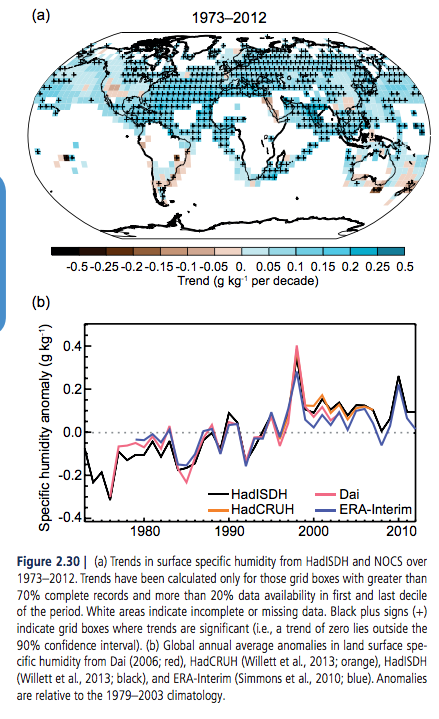 (a)
1973–2012
-0.5 -0.25 -0.2 -0.15 -0.1 -0.05 0. 0.05 0.1 0.15 0.2 0.25 0.5
Trend (g kg-1 per decade)
(b)
Specific humidity anomaly (g kg-1)
0.4
0.2
0.0
-0.2
-0.4
HadISDH
Dai
HadCRUH
ERA-Interim
1980 1990 2000 2010
Figure 2.30 | (a) Trends in surface specific humidity from HadISDH and NOCS over
1973–2012. Trends have been calculated only for those grid boxes with greater than
70% complete records and more than 20% data availability in first and last decile
of the period. White areas indicate incomplete or missing data. Black plus signs (+)
indicate grid boxes where trends are significant (i.e., a trend of zero lies outside the
90% confidence interval). (b) Global annual average anomalies in land surface spe-
cific humidity from Dai (2006; red), HadCRUH (Willett et al., 2013; orange), HadISDH
(Willett et al., 2013; black), and ERA-Interim (Simmons et al., 2010; blue). Anomalies
are relative to the 1979–2003 climatology.